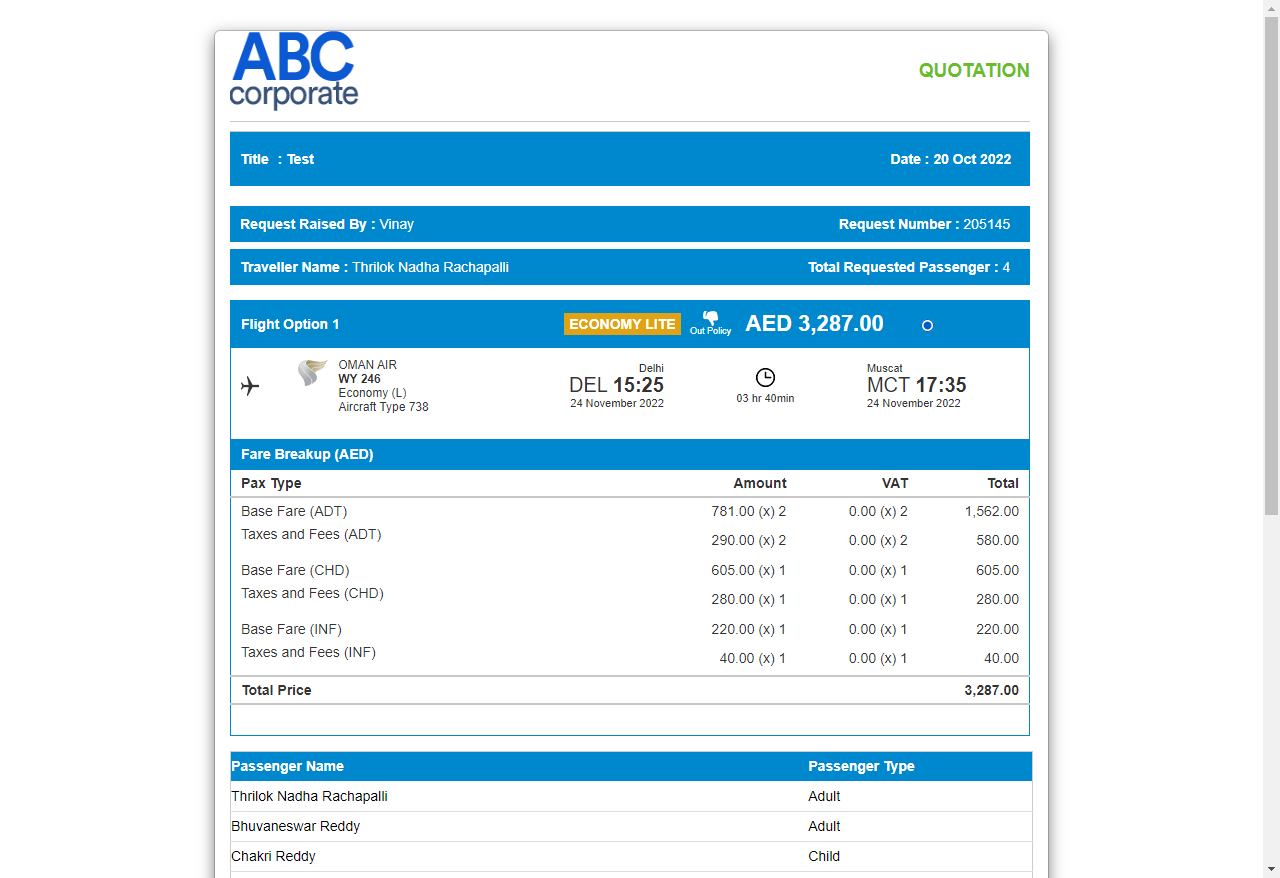 ABC
corporate
QUOTATION
Title : Test Date : 20 Oct 2022
Request Raised By : Vinay Request Number : 205145
Traveller Name : Thrilok Nadha Rachapalli Total Requested Passenger : 4
Flight Option 1 ECONOMY LITE Out Policy AED 3,287.00
OMAN AIR
WY 246
Economy (L)
Aircraft Type 738
Delhi
DEL 15:25
24 November 2022
03 hr 40min
Muscat
MCT 17:35
24 November 2022
Fare Breakup (AED)
Pax Type Amount VAT Total
Base Fare (ADT) 781.00 (x) 2 0.00 (x) 2 1,562.00
Taxes and Fees (ADT) 290.00 (x) 2 0.00 (x) 2 580.00
Base Fare (CHD) 605.00 (x) 1 0.00 (x) 1 605.00
Taxes and Fees (CHD) 280.00 (x) 1 0.00 (x) 1 280.00
Base Fare (INF) 220.00 (x) 1 0.00 (x) 1 220.00
Taxes and Fees (INF) 40.00 (x) 1 0.00 (x) 1 40.00
Total Price 3,287.00
Passenger Name Passenger Type
Thrilok Nadha Rachapalli Adult
Bhuvaneswar Reddy Adult
Chakri Reddy Child